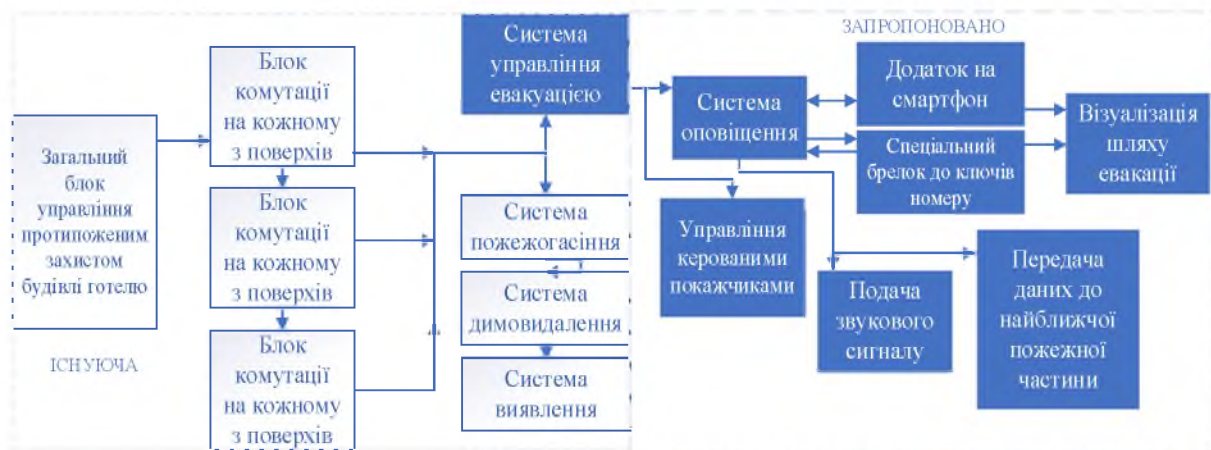 Загальний
блок
управління
протипоженим
захистом
будівлі готелю
ІСНУЮЧА
Блок
комутації
на кожному
з поверхів
Блок
комутації
на кожному
з поверхів
Блок
комутації
на кожному
з поверхів
Система
управління
евакуацією
Система
пожежогасіння
Система
димовидалення
Система
виявлення
ЗАПРОПОНОВАНО
Система
оповіщення
Додаток на
смартфон
Спеціальний
брелок до ключів
номеру
Візуалізація
шляху
евакації
Управління
керованими
покажчиками
Подача
звукового
сигналу
Передача
даних до
найближчої
пожежної
частини